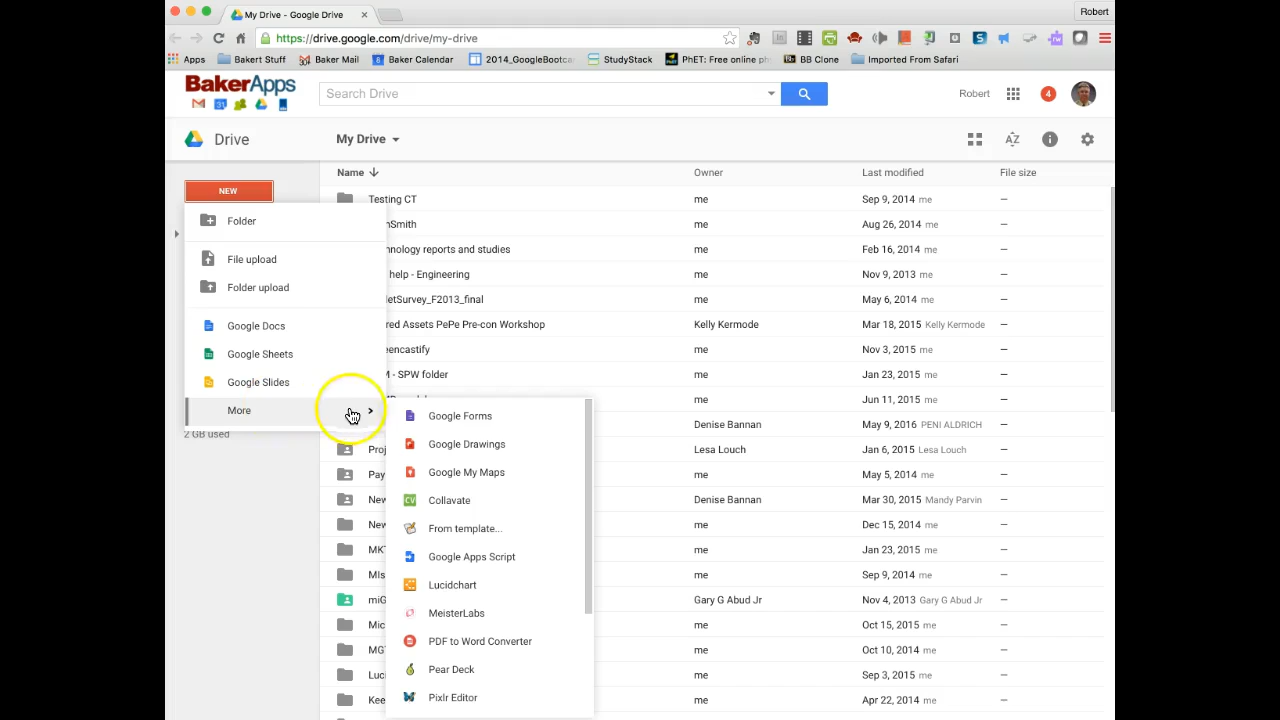 My Drive - Google Drive
Robert
https://drive.google.com/drive/my-drive
Apps Bakert Stuff Baker Mail Baker Calendar 2014_GoogleBootca StudyStack PhET: Free online ph BB Clone Imported From Safari
BakerApps
Search Drive
Robert
4
Drive
My Drive
AZ
NEW
Name Owner Last modified File size
Testing CT me Sep 9, 2014 me —
Folder
nSmith me Aug 26, 2014 me —
hnology reports and studies me Feb 16, 2014 me —
File upload
help - Engineering me Nov 9, 2013 me —
Folder upload
letSurvey_F2013_final me May 6, 2014 me —
Google Docs
red Assets PePe Pre-con Workshop Kelly Kermode Mar 18, 2015 Kelly Kermode —
Google Sheets
eencastify me Nov 3, 2015 me —
Google Slides
M - SPW folder me Jan 23, 2015 me —
me Jun 11, 2015 me —
More
Google Forms
Denise Bannan May 9, 2016 PENI ALDRICH —
2 GB used
Google Drawings
Proj Lesa Louch Jan 6, 2015 Lesa Louch —
Google My Maps
Pay me May 5, 2014 me —
Collavate
New Denise Bannan Mar 30, 2015 Mandy Parvin —
From template...
New me Dec 15, 2014 me —
Google Apps Script
MKT me Jan 23, 2015 me —
Lucidchart
MIs me Sep 9, 2014 me —
MeisterLabs
miG Gary G Abud Jr Nov 4, 2013 Gary G Abud Jr —
Mic me Oct 15, 2015 me —
PDF to Word Converter
MGT me Oct 10, 2014 me —
Pear Deck
Luc me Sep 3, 2015 me —
Pixlr Editor
Kee me Apr 22, 2014 me —